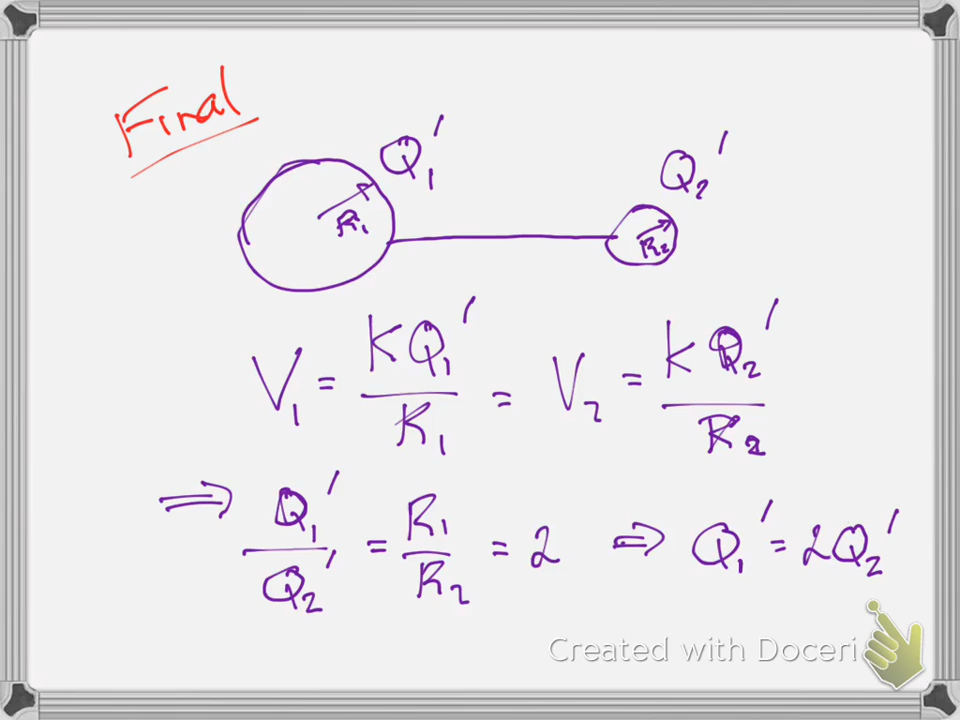 Final
Q₁′
Q₂′
R₁
R₂
V₁ = KQ₁′/R₁ = V₂ = KQ₂′/R₂
⇒ Q₁′/Q₂′ = R₁/R₂ = 2 ⇒ Q₁′ = 2Q₂′
Created with Doceri